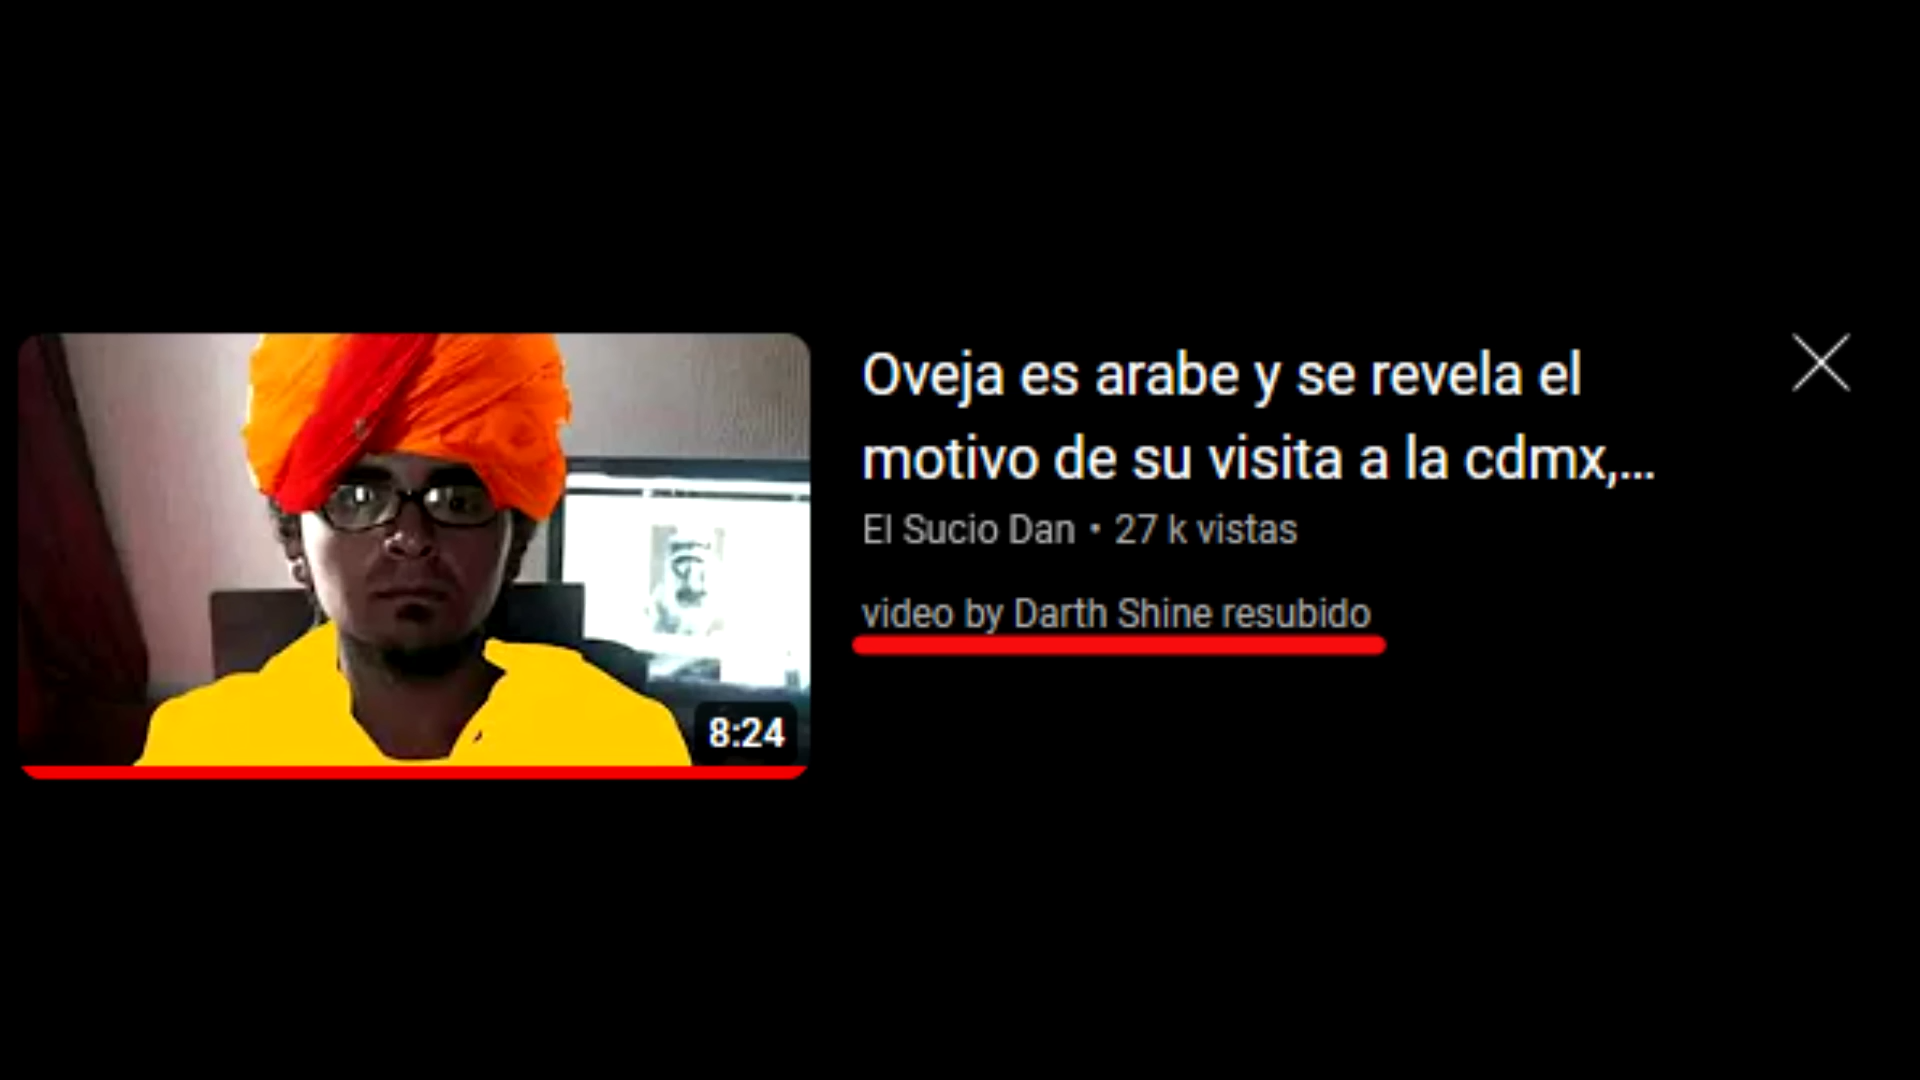 Oveja es arabe y se revela el
motivo de su visita a la cdmx,...
El Sucio Dan • 27 k vistas
video by Darth Shine resubido
8:24